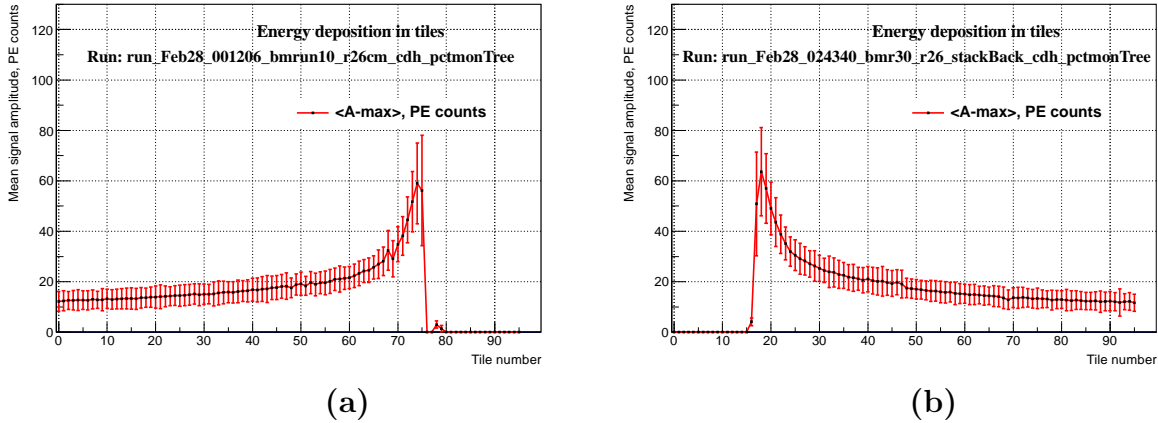 Mean signal amplitude, PE counts
120
100
80
60
40
20
0
Energy deposition in tiles
Run: run_Feb28_001206_bmrun10_r26cm_cdh_pctmonTree
<A-max>, PE counts
0 10 20 30 40 50 60 70 80 90
Tile number
(a)
Mean signal amplitude, PE counts
120
100
80
60
40
20
0
Energy deposition in tiles
Run: run_Feb28_024340_bmr30_r26_stackBack_cdh_pctmonTree
<A-max>, PE counts
0 10 20 30 40 50 60 70 80 90
Tile number
(b)